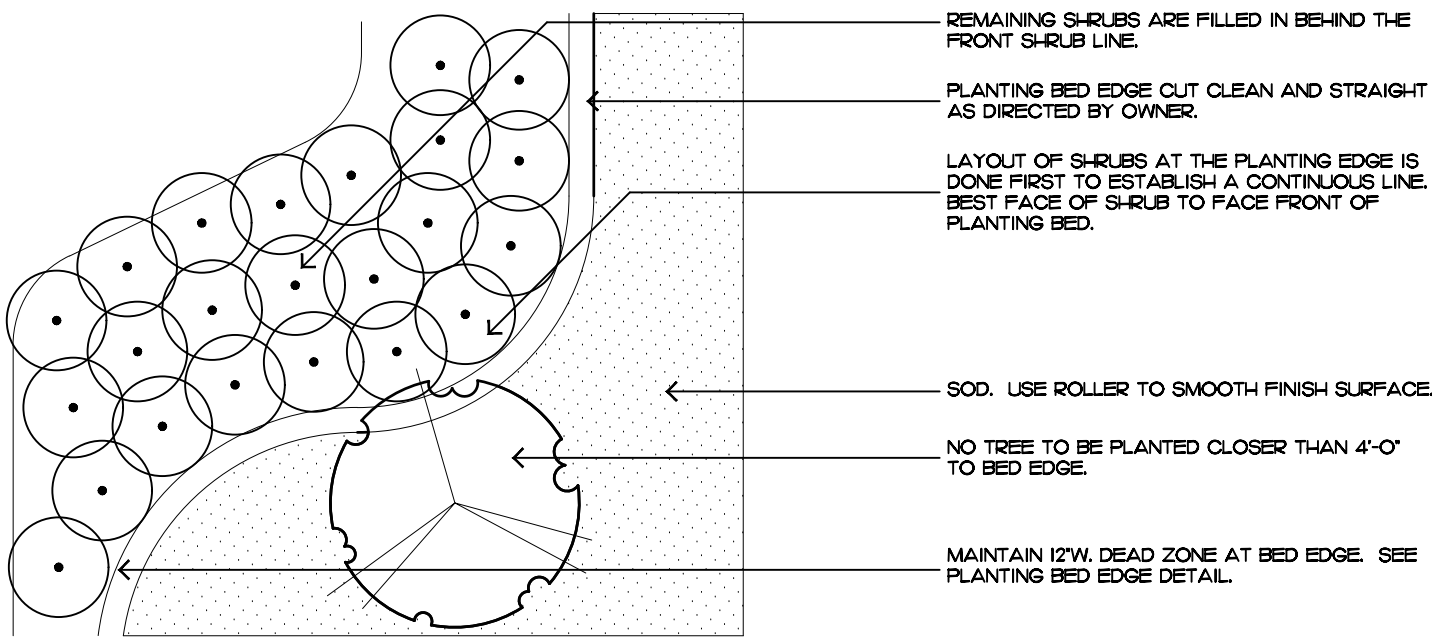 REMAINING SHRUBS ARE FILLED IN BEHIND THE
FRONT SHRUB LINE.
PLANTING BED EDGE CUT CLEAN AND STRAIGHT
AS DIRECTED BY OWNER.
LAYOUT OF SHRUBS AT THE PLANTING EDGE IS
DONE FIRST TO ESTABLISH A CONTINUOUS LINE.
BEST FACE OF SHRUB TO FACE FRONT OF
PLANTING BED.
SOD. USE ROLLER TO SMOOTH FINISH SURFACE.
NO TREE TO BE PLANTED CLOSER THAN 4'-0"
TO BED EDGE.
MAINTAIN 12"W. DEAD ZONE AT BED EDGE. SEE
PLANTING BED EDGE DETAIL.